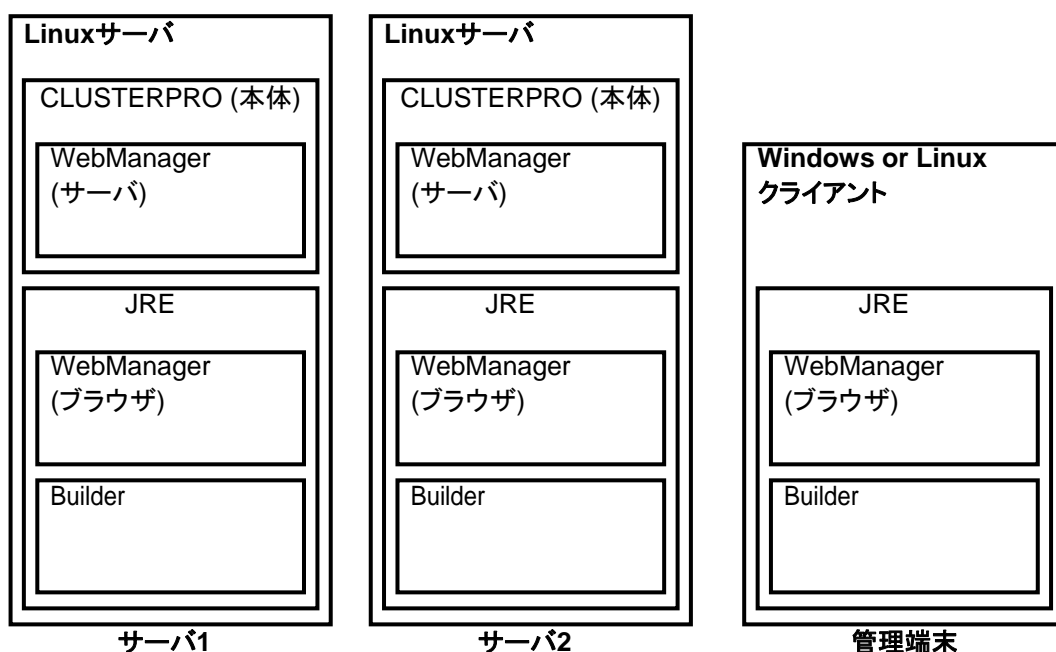 Linuxサーバ
CLUSTERPRO (本体)
WebManager
(サーバ)
JRE
WebManager
(ブラウザ)
Builder
サーバ1
Linuxサーバ
CLUSTERPRO (本体)
WebManager
(サーバ)
JRE
WebManager
(ブラウザ)
Builder
サーバ2
Windows or Linux
クライアント
JRE
WebManager
(ブラウザ)
Builder
管理端末